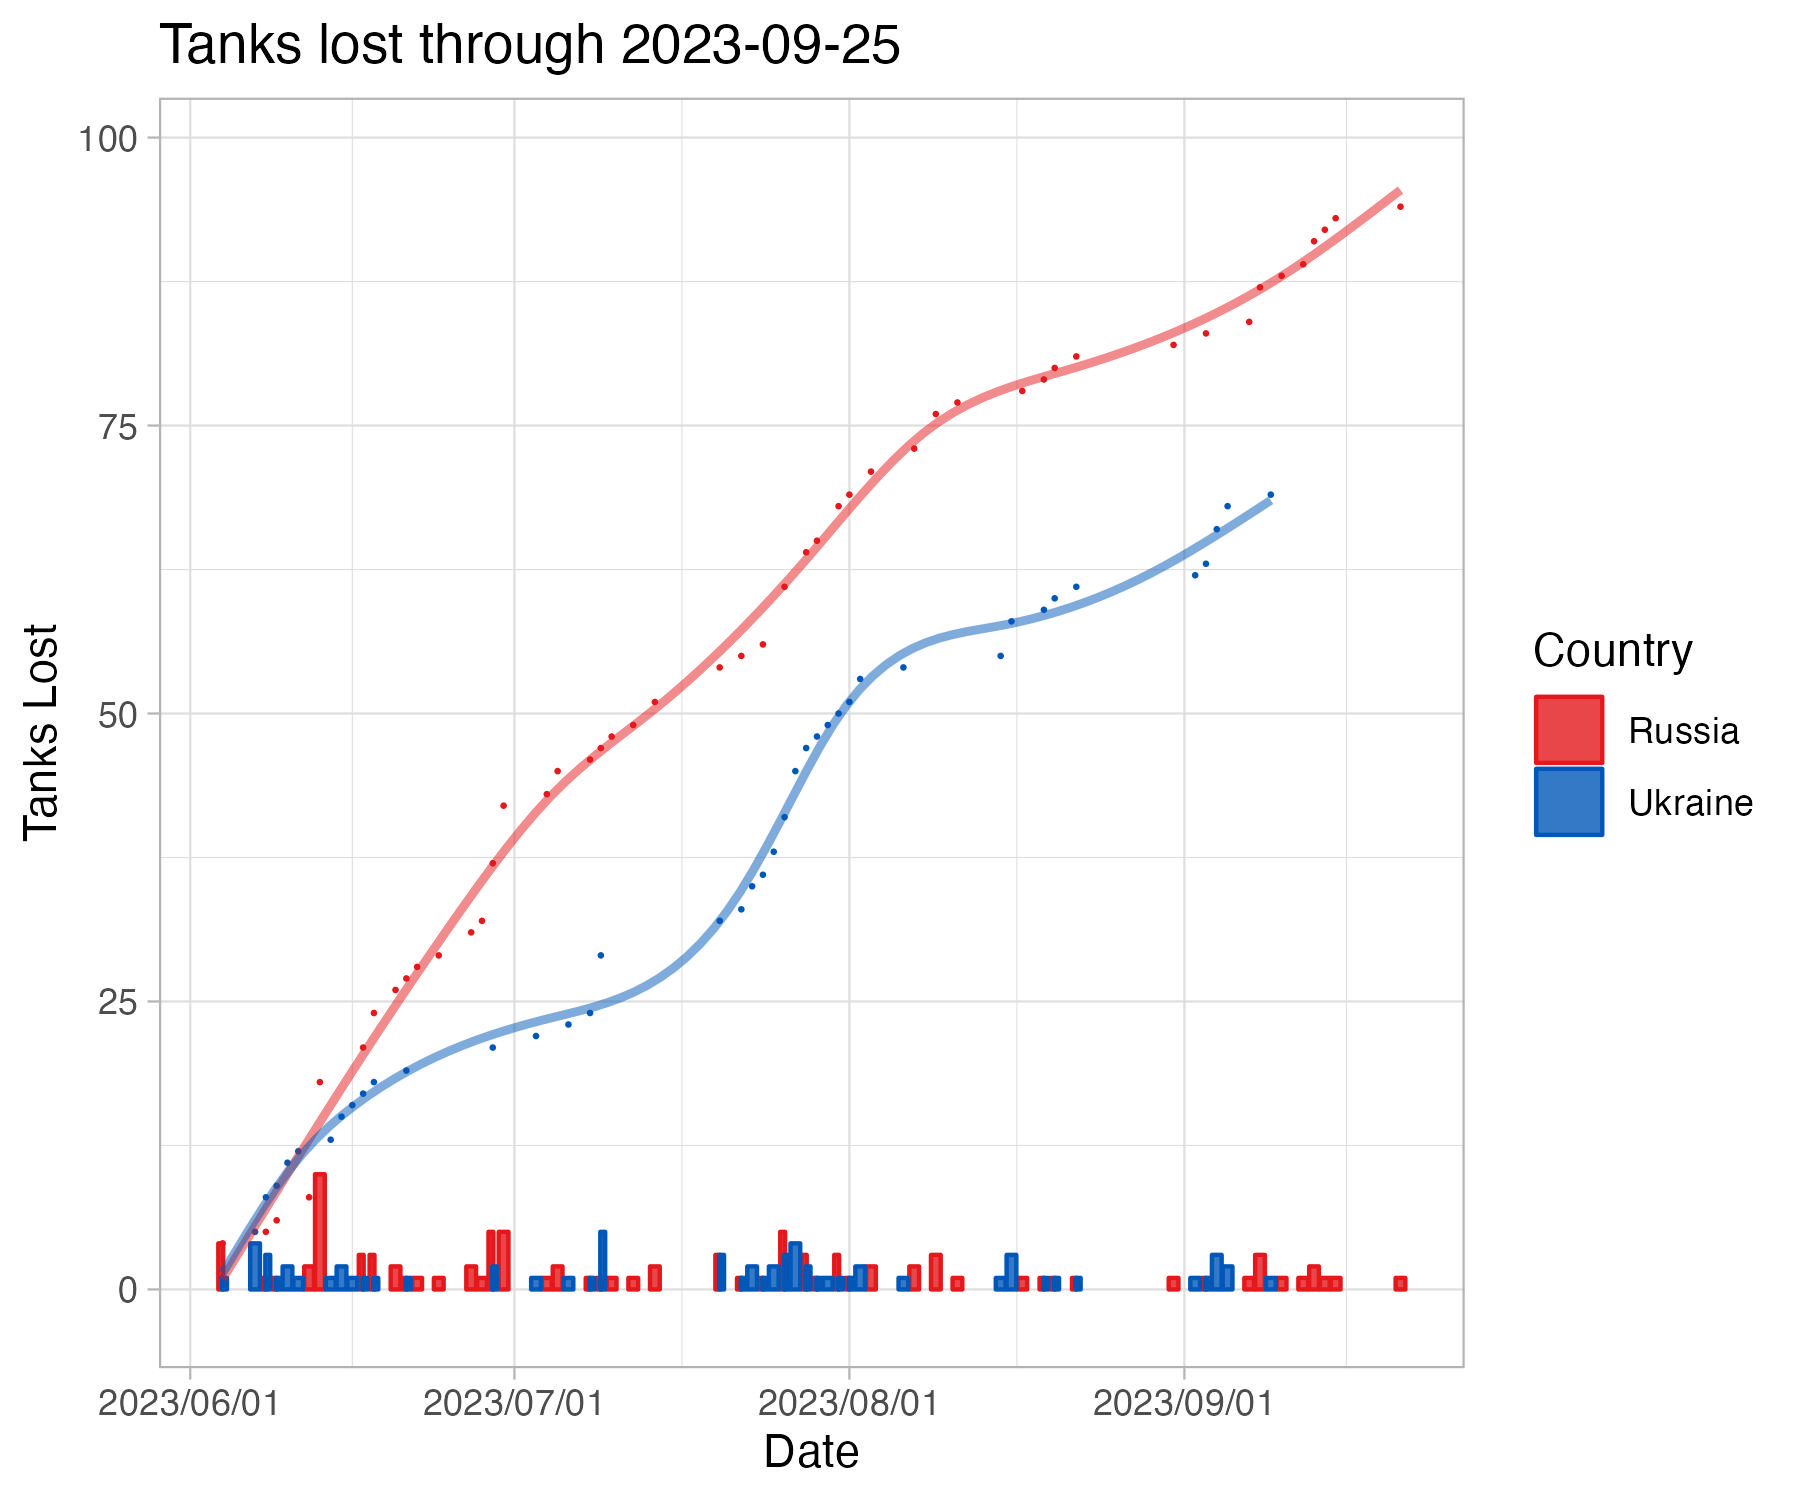 Tanks lost through 2023-09-25
Tanks Lost
100
75
50
25
0
2023/06/01 2023/07/01 2023/08/01 2023/09/01
Date
Country
Russia
Ukraine